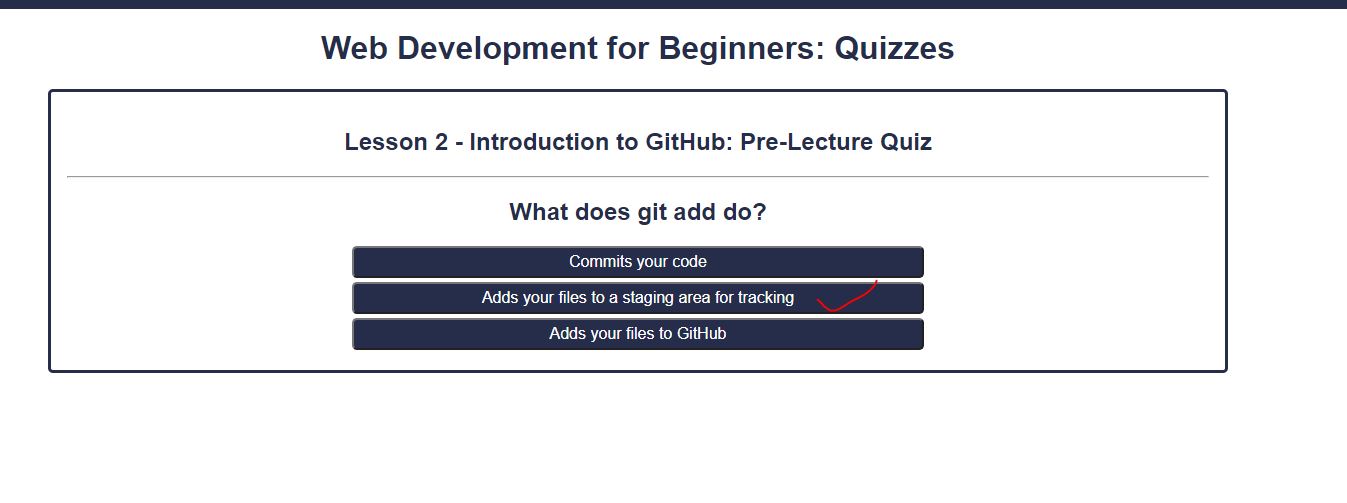 Web Development for Beginners: Quizzes
Lesson 2 - Introduction to GitHub: Pre-Lecture Quiz
What does git add do?
Commits your code
Adds your files to a staging area for tracking
Adds your files to GitHub